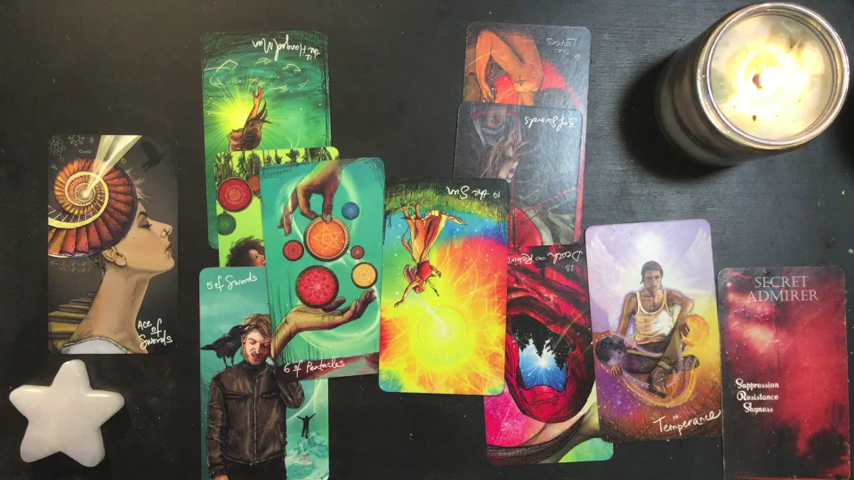 12
the Hanged Man
6 the
Lovers
3 of Swords
19 the Sun
13
Death or Rebirth
5 of Swords
Ace
of
Swords
6 of Pentacles
14
Temperance
SECRET
ADMIRER
Suppression
Resistance
Shyness